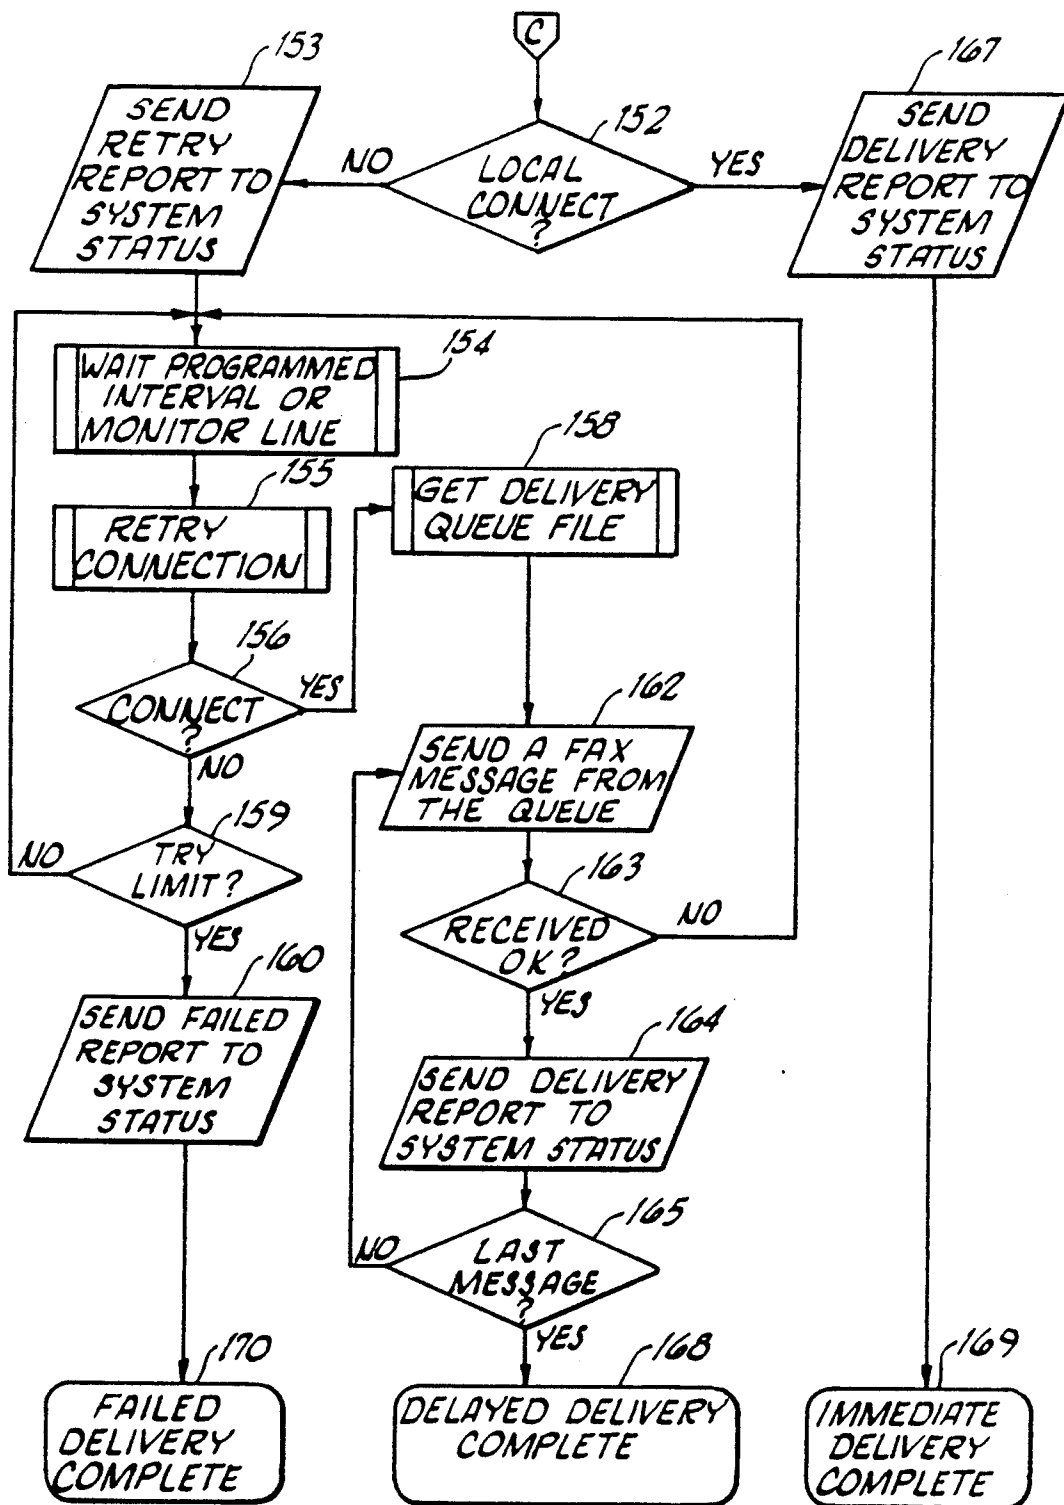 C
153
SEND
RETRY
REPORT TO
SYSTEM
STATUS
NO
152
LOCAL
CONNECT
?
YES
167
SEND
DELIVERY
REPORT TO
SYSTEM
STATUS
154
WAIT PROGRAMMED
INTERVAL OR
MONITOR LINE
155
RETRY
CONNECTION
158
GET DELIVERY
QUEUE FILE
156
CONNECT
?
YES
NO
162
SEND A FAX
MESSAGE FROM
THE QUEUE
159
TRY
LIMIT?
NO
YES
163
RECEIVED
OK?
NO
YES
160
SEND FAILED
REPORT TO
SYSTEM
STATUS
164
SEND DELIVERY
REPORT TO
SYSTEM STATUS
165
LAST
MESSAGE
?
NO
YES
170
FAILED
DELIVERY
COMPLETE
168
DELAYED DELIVERY
COMPLETE
169
IMMEDIATE
DELIVERY
COMPLETE